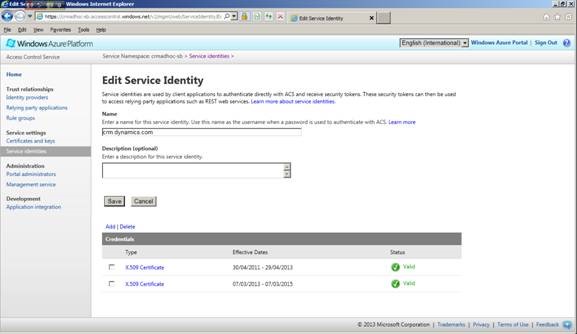 Edit Service Identity - Windows Internet Explorer
https://crmadhoc-sb.accesscontrol.windows.net/v2/mgmt/web/ServiceIdentity/E
Edit Service Identity
File Edit View Favorites Tools Help
Windows Azure Platform
English (International)
Windows Azure Portal | Sign Out
Access Control Service
Service Namespace: crmadhoc-sb > Service identities >
Home
Trust relationships
Identity providers
Relying party applications
Rule groups
Service settings
Certificates and keys
Service identities
Administration
Portal administrators
Management service
Development
Application integration
Edit Service Identity
Service identities are used by client applications to authenticate directly with ACS and receive security tokens. These security tokens can then be used
to access relying party applications such as REST web services. Learn more about service identities.
Name
Enter a name for this service identity. Use this name as the username when a password is used to authenticate with ACS. Learn more
crm.dynamics.com
Description (optional)
Enter a description for this service identity.
Save Cancel
Add | Delete
Credentials
Type Effective Dates Status
X.509 Certificate 30/04/2011 - 29/04/2013 Valid
X.509 Certificate 07/03/2013 - 07/03/2015 Valid
© 2013 Microsoft Corporation | Trademarks | Privacy | Terms of Use | Feedback